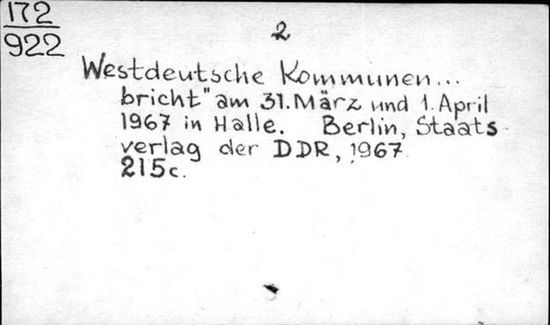 172
922
2
Westdeutsche Kommunen...
bricht" am 31. März und 1. April
1967 in Halle. Berlin, Staats-
verlag der DDR, 1967
215c.